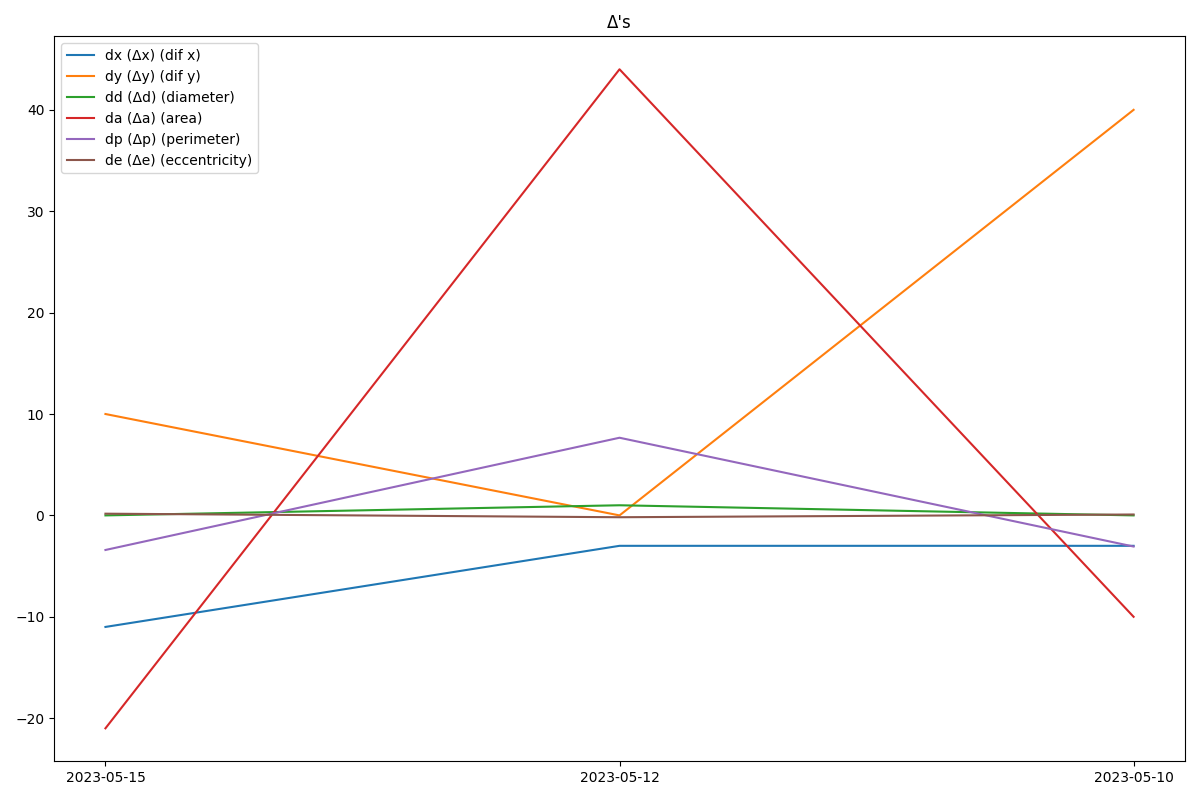 Δ's
dx (Δx) (dif x)
dy (Δy) (dif y)
dd (Δd) (diameter)
da (Δa) (area)
dp (Δp) (perimeter)
de (Δe) (eccentricity)
40
30
20
10
0
−10
−20
2023-05-15
2023-05-12
2023-05-10